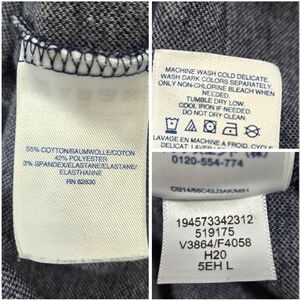 55% COTTON/BAUMWOLLE/COTON
42% POLYESTER
3% SPANDEX/ELASTANE/ELASTANE/
ELASTHANNE
RN 62830
MACHINE WASH COLD DELICATE.
WASH DARK COLORS SEPARATELY.
ONLY NON-CHLORINE BLEACH WHEN
NEEDED.
TUMBLE DRY LOW.
COOL IRON IF NEEDED.
DO NOT DRY CLEAN
LAVAGE EN MACHINE A FROID, CYCLE
0120-554-774
194573342312
519175
V3864/F4058
H20
5EH L